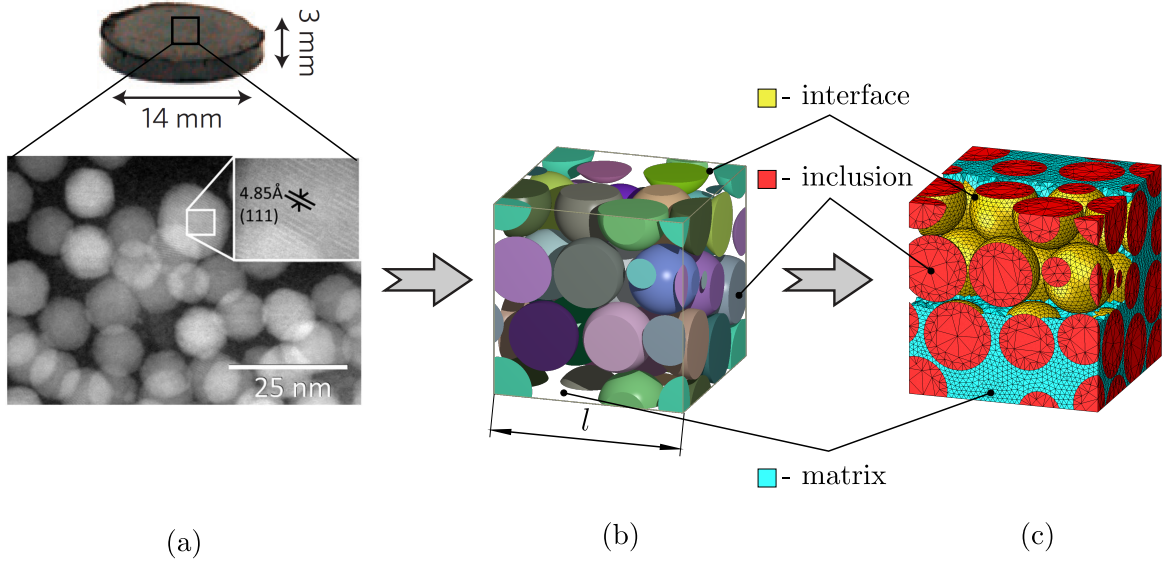 3 mm
14 mm
4.85Å
(111)
25 nm
- interface
- inclusion
- matrix
l
(a)
(b)
(c)